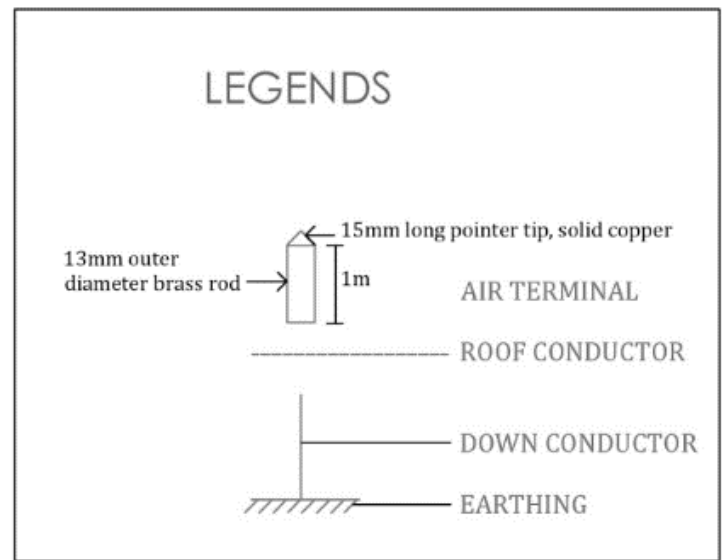 LEGENDS
15mm long pointer tip, solid copper
13mm outer
diameter brass rod
1m
AIR TERMINAL
ROOF CONDUCTOR
DOWN CONDUCTOR
EARTHING